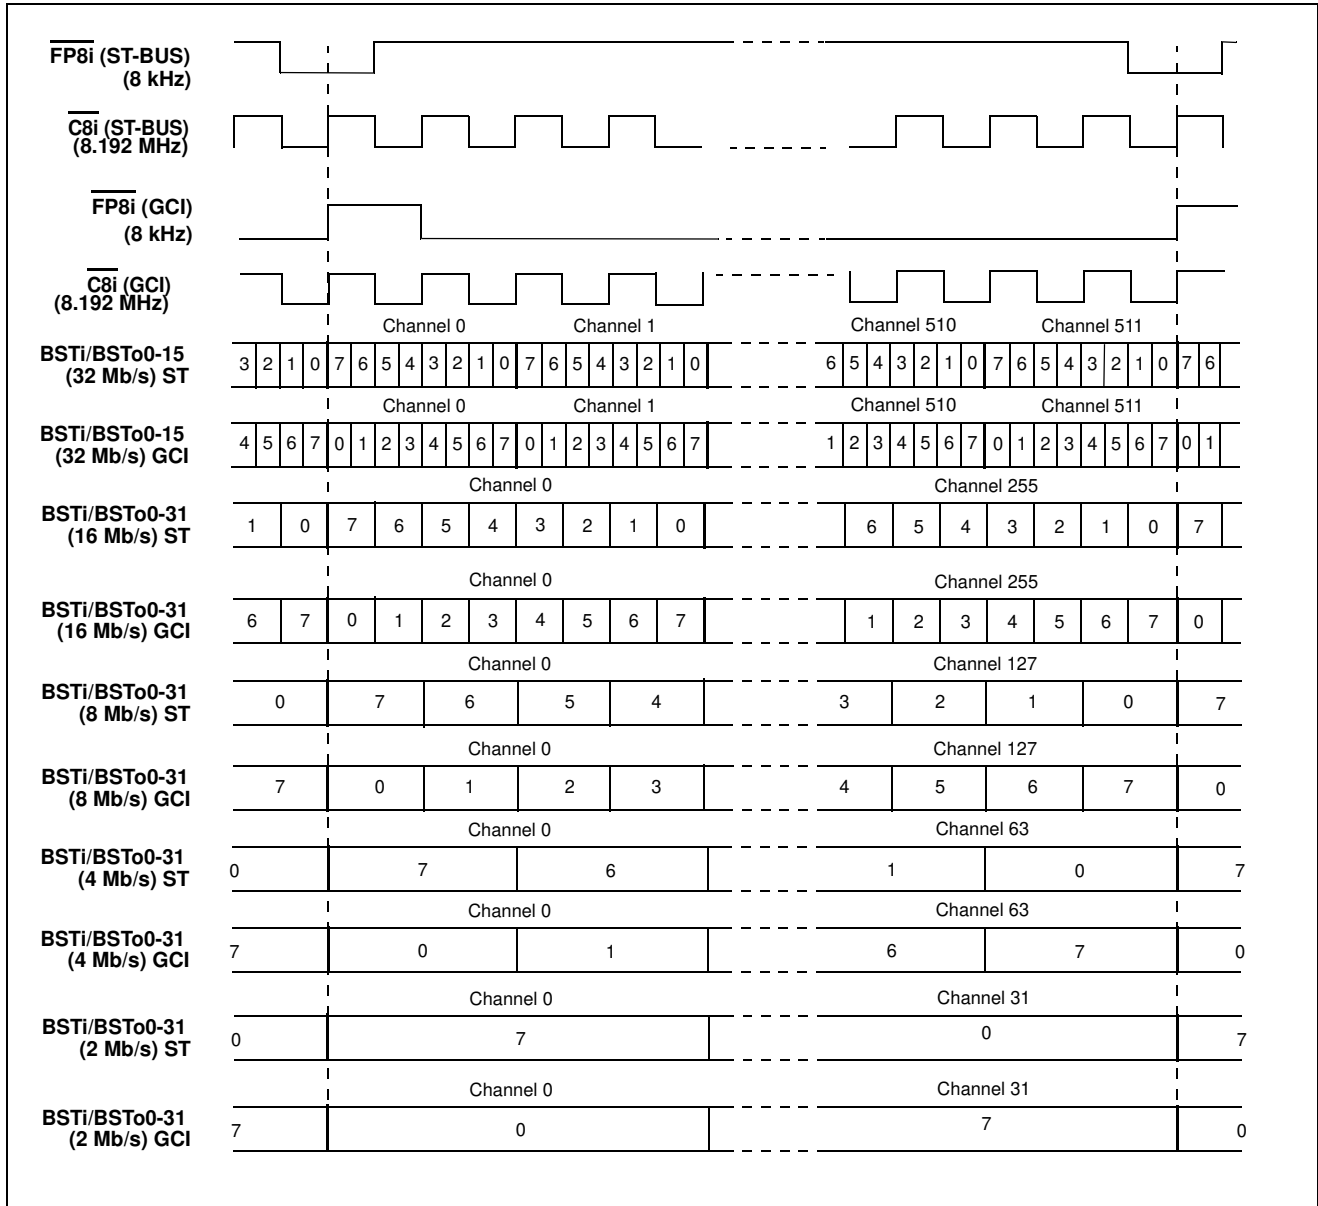 FP8i (ST-BUS)
(8 kHz)
C8i (ST-BUS)
(8.192 MHz)
FP8i (GCI)
(8 kHz)
C8i (GCI)
(8.192 MHz)
Channel 0 Channel 1 Channel 510 Channel 511
BSTi/BSTo0-15
(32 Mb/s) ST
3 2 1 0 7 6 5 4 3 2 1 0 7 6 5 4 3 2 1 0 6 5 4 3 2 1 0 7 6 5 4 3 2 1 0 7 6
Channel 0 Channel 1 Channel 510 Channel 511
BSTi/BSTo0-15
(32 Mb/s) GCI
4 5 6 7 0 1 2 3 4 5 6 7 0 1 2 3 4 5 6 7 1 2 3 4 5 6 7 0 1 2 3 4 5 6 7 0 1
Channel 0 Channel 255
BSTi/BSTo0-31
(16 Mb/s) ST
1 0 7 6 5 4 3 2 1 0 6 5 4 3 2 1 0 7
Channel 0 Channel 255
BSTi/BSTo0-31
(16 Mb/s) GCI
6 7 0 1 2 3 4 5 6 7 1 2 3 4 5 6 7 0
Channel 0 Channel 127
BSTi/BSTo0-31
(8 Mb/s) ST
0 7 6 5 4 3 2 1 0 7
Channel 0 Channel 127
BSTi/BSTo0-31
(8 Mb/s) GCI
7 0 1 2 3 4 5 6 7 0
Channel 0 Channel 63
BSTi/BSTo0-31
(4 Mb/s) ST
0 7 6 1 0 7
Channel 0 Channel 63
BSTi/BSTo0-31
(4 Mb/s) GCI
7 0 1 6 7 0
Channel 0 Channel 31
BSTi/BSTo0-31
(2 Mb/s) ST
0 7 0 7
Channel 0 Channel 31
BSTi/BSTo0-31
(2 Mb/s) GCI
7 0 7 0